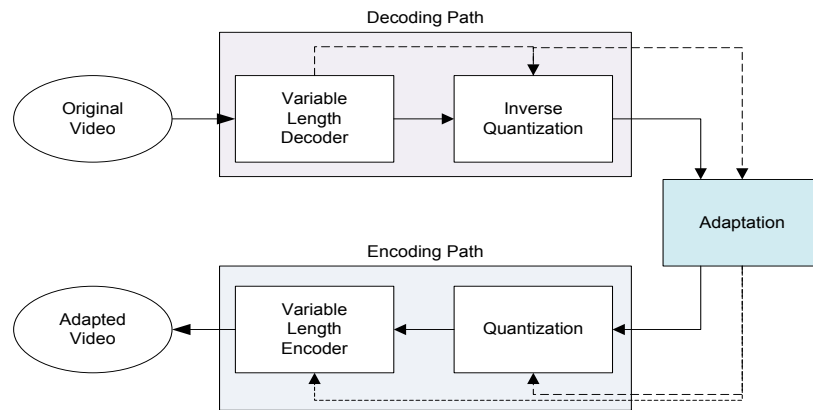 Decoding Path
Original
Video
Variable
Length
Decoder
Inverse
Quantization
Adaptation
Encoding Path
Adapted
Video
Variable
Length
Encoder
Quantization